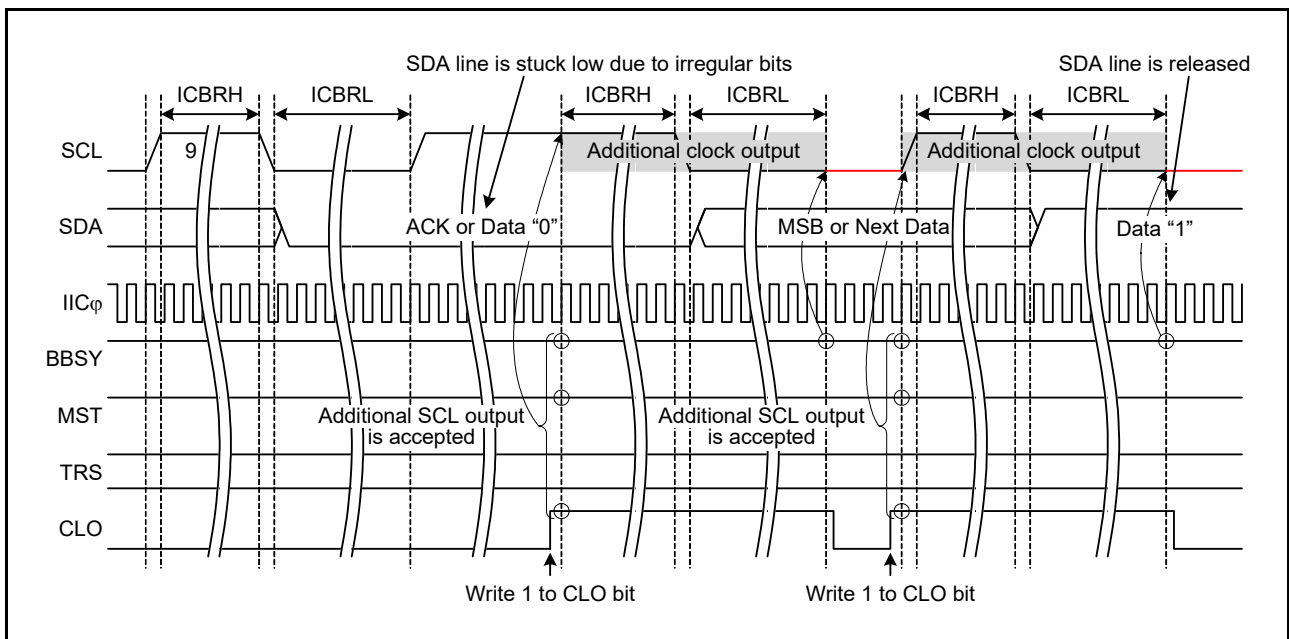 SDA line is stuck low due to irregular bits
SDA line is released
ICBRH
ICBRL
ICBRH
ICBRL
ICBRH
ICBRL
SCL
9
Additional clock output
Additional clock output
SDA
ACK or Data “0”
MSB or Next Data
Data “1”
IICφ
BBSY
MST
Additional SCL output
is accepted
Additional SCL output
is accepted
TRS
CLO
Write 1 to CLO bit
Write 1 to CLO bit